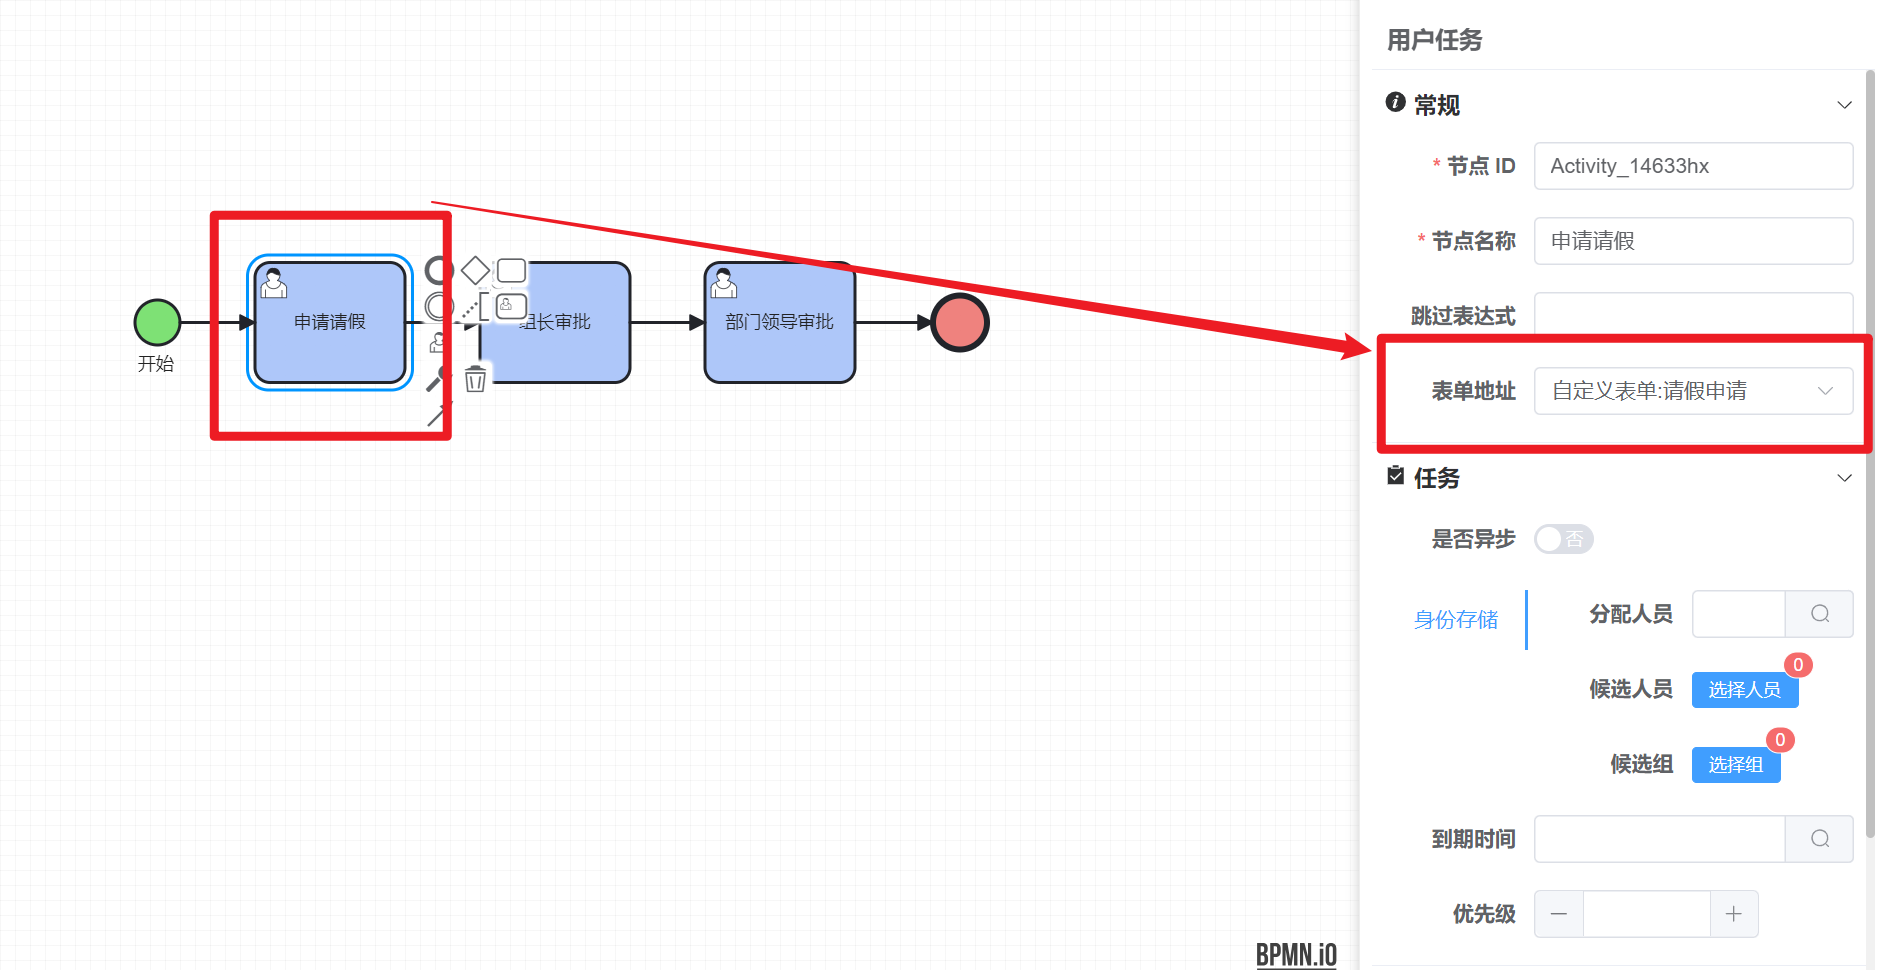 用户任务
常规
* 节点 ID
Activity_14633hx
* 节点名称
申请请假
跳过表达式
表单地址
自定义表单:请假申请
任务
是否异步
否
身份存储
分配人员
候选人员
选择人员
0
候选组
选择组
0
到期时间
优先级
开始
申请请假
组长审批
部门领导审批
BPMN.iO